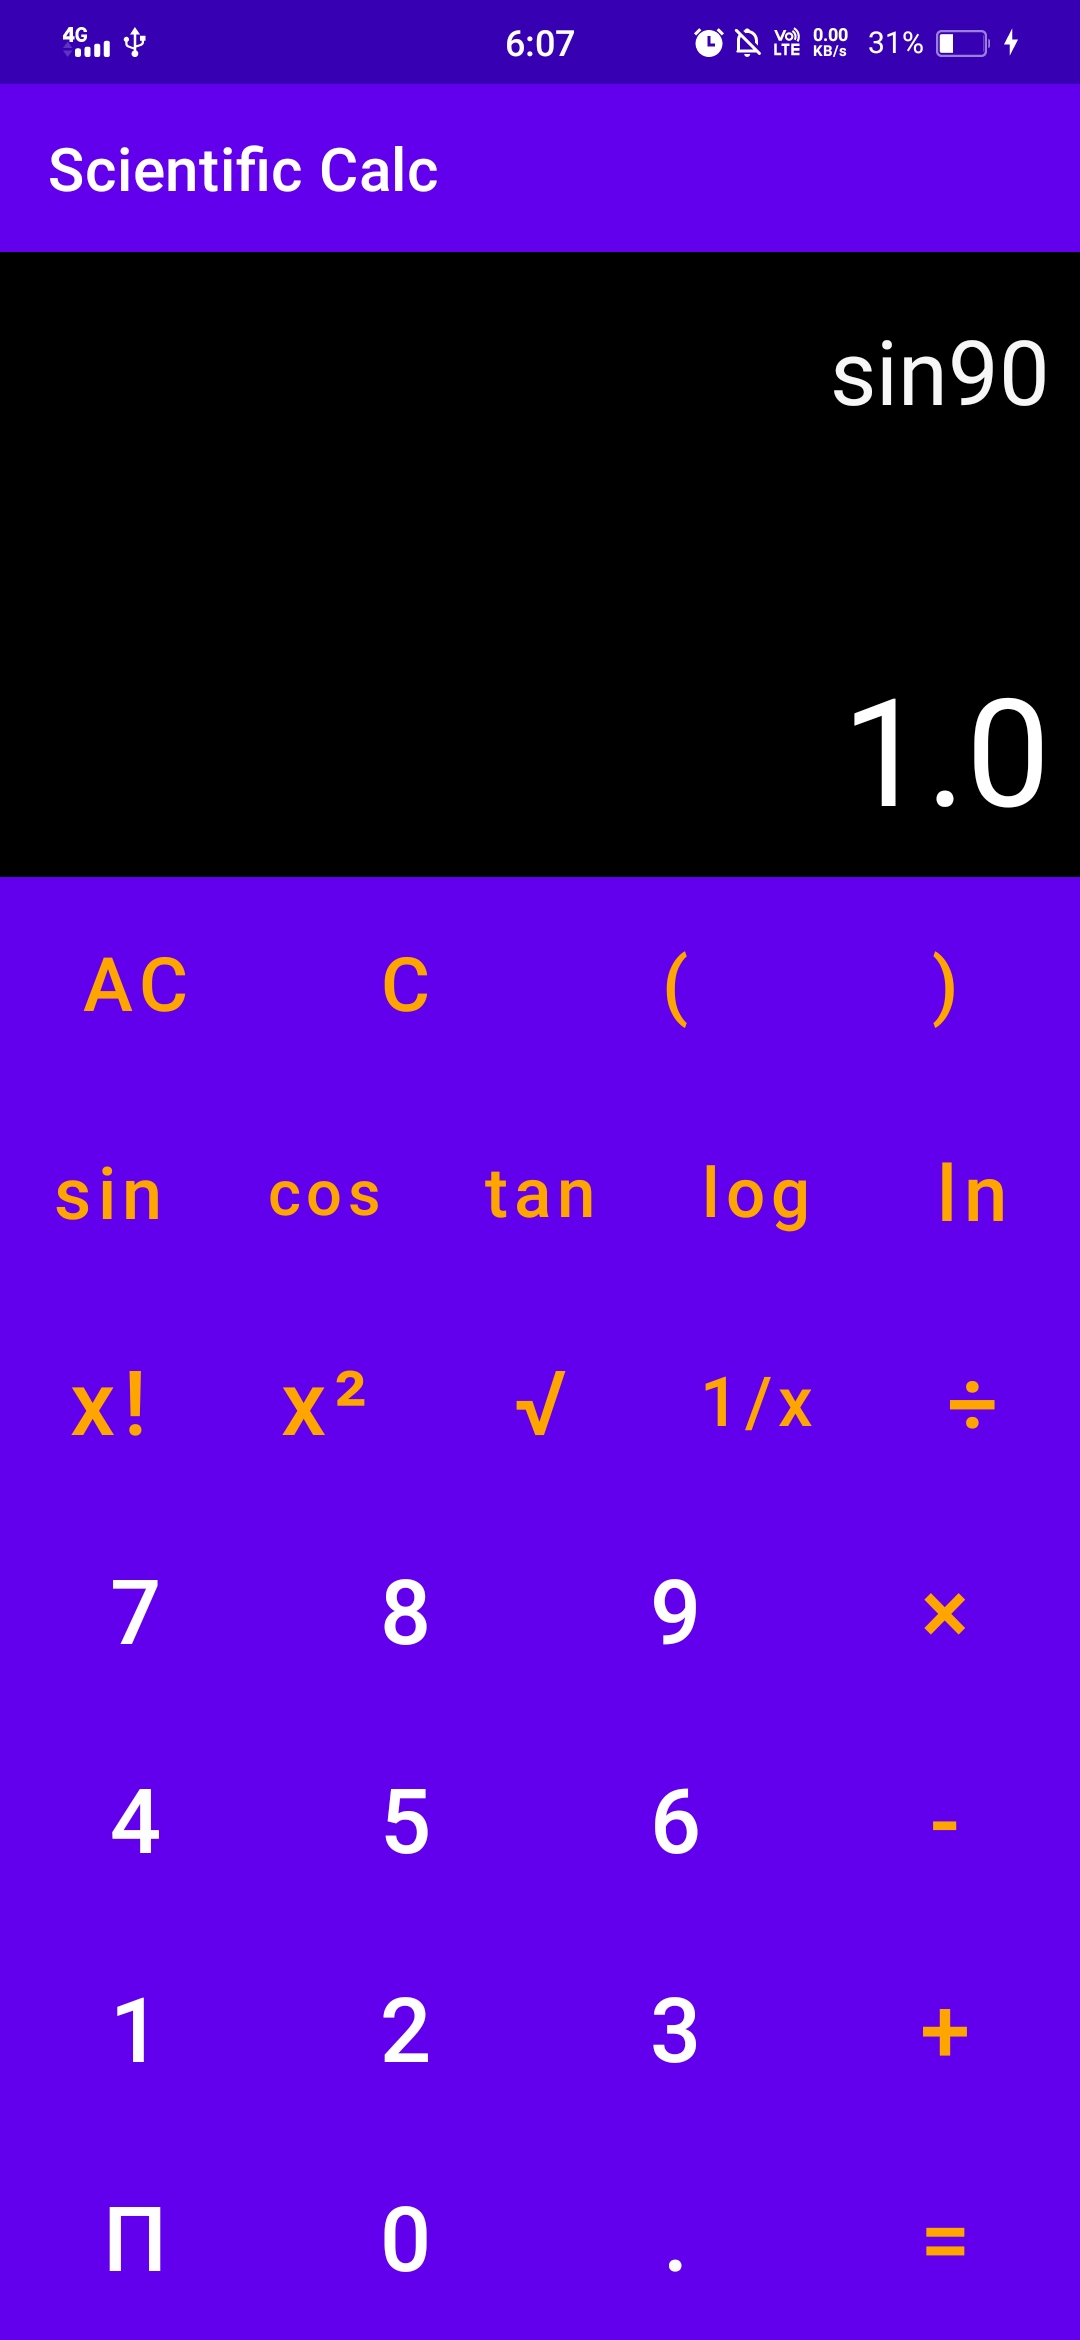 4G 6:07 Vo) LTE 0.00 KB/s 31%
Scientific Calc
sin90
1.0
AC C ( )
sin cos tan log ln
x! x² √ 1/x ÷
7 8 9 ×
4 5 6 -
1 2 3 +
П 0 . =